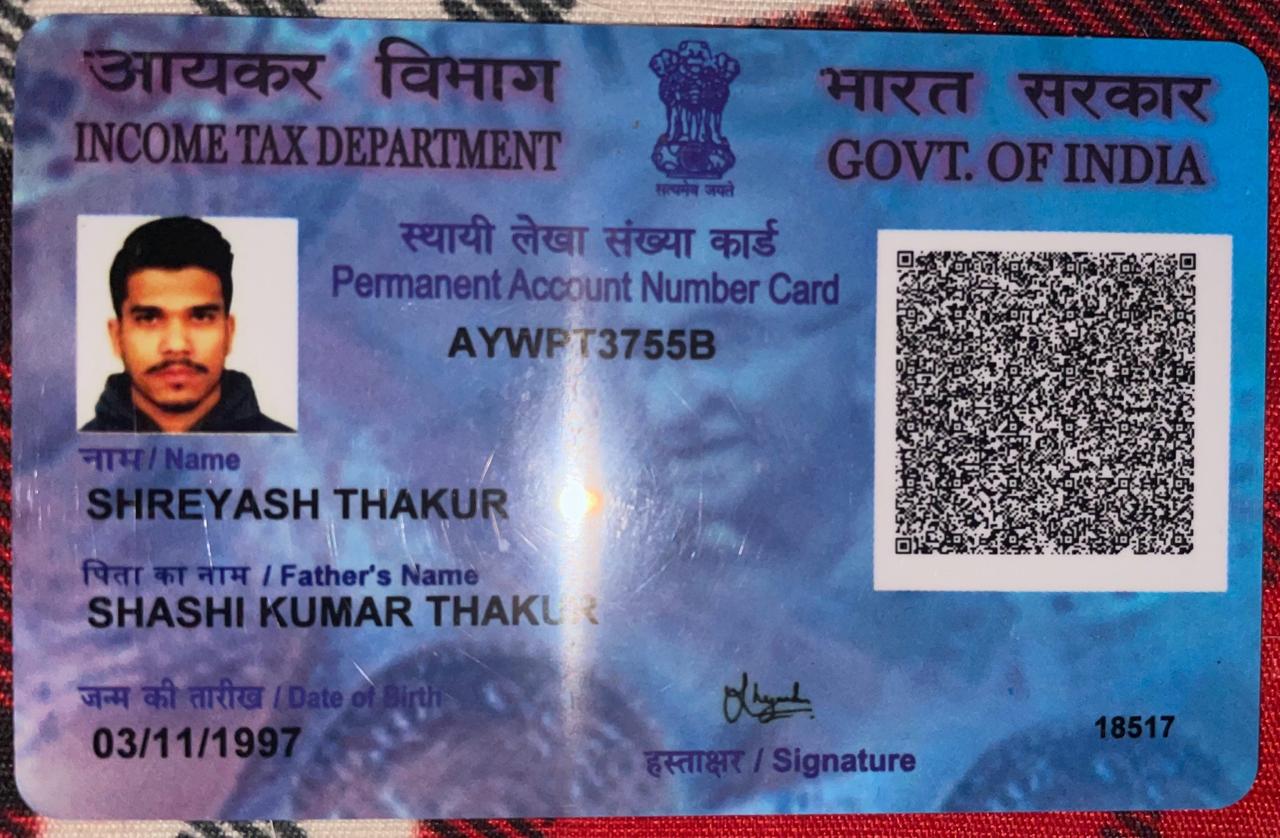 आयकर विभाग
INCOME TAX DEPARTMENT
सत्यमेव जयते
भारत सरकार
GOVT. OF INDIA
स्थायी लेखा संख्या कार्ड
Permanent Account Number Card
AYWPT3755B
नाम / Name
SHREYASH THAKUR
पिता का नाम / Father's Name
SHASHI KUMAR THAKUR
जन्म की तारीख / Date of Birth
03/11/1997
हस्ताक्षर / Signature
18517